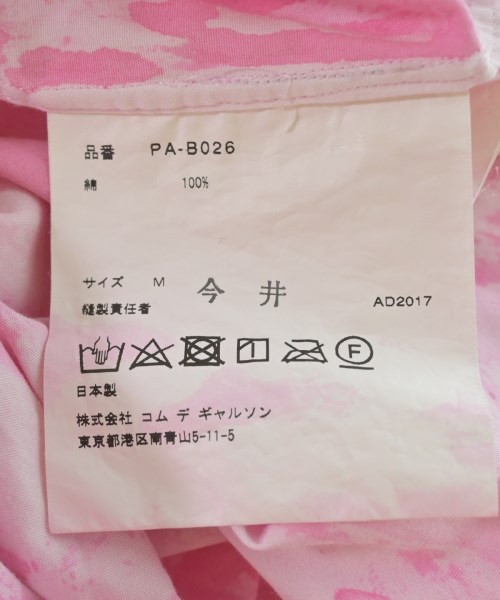 品番 PA-B026
綿 100%
サイズ M
縫製責任者 今井 AD2017
1 F
日本製
株式会社 コム デ ギャルソン
東京都港区南青山5-11-5